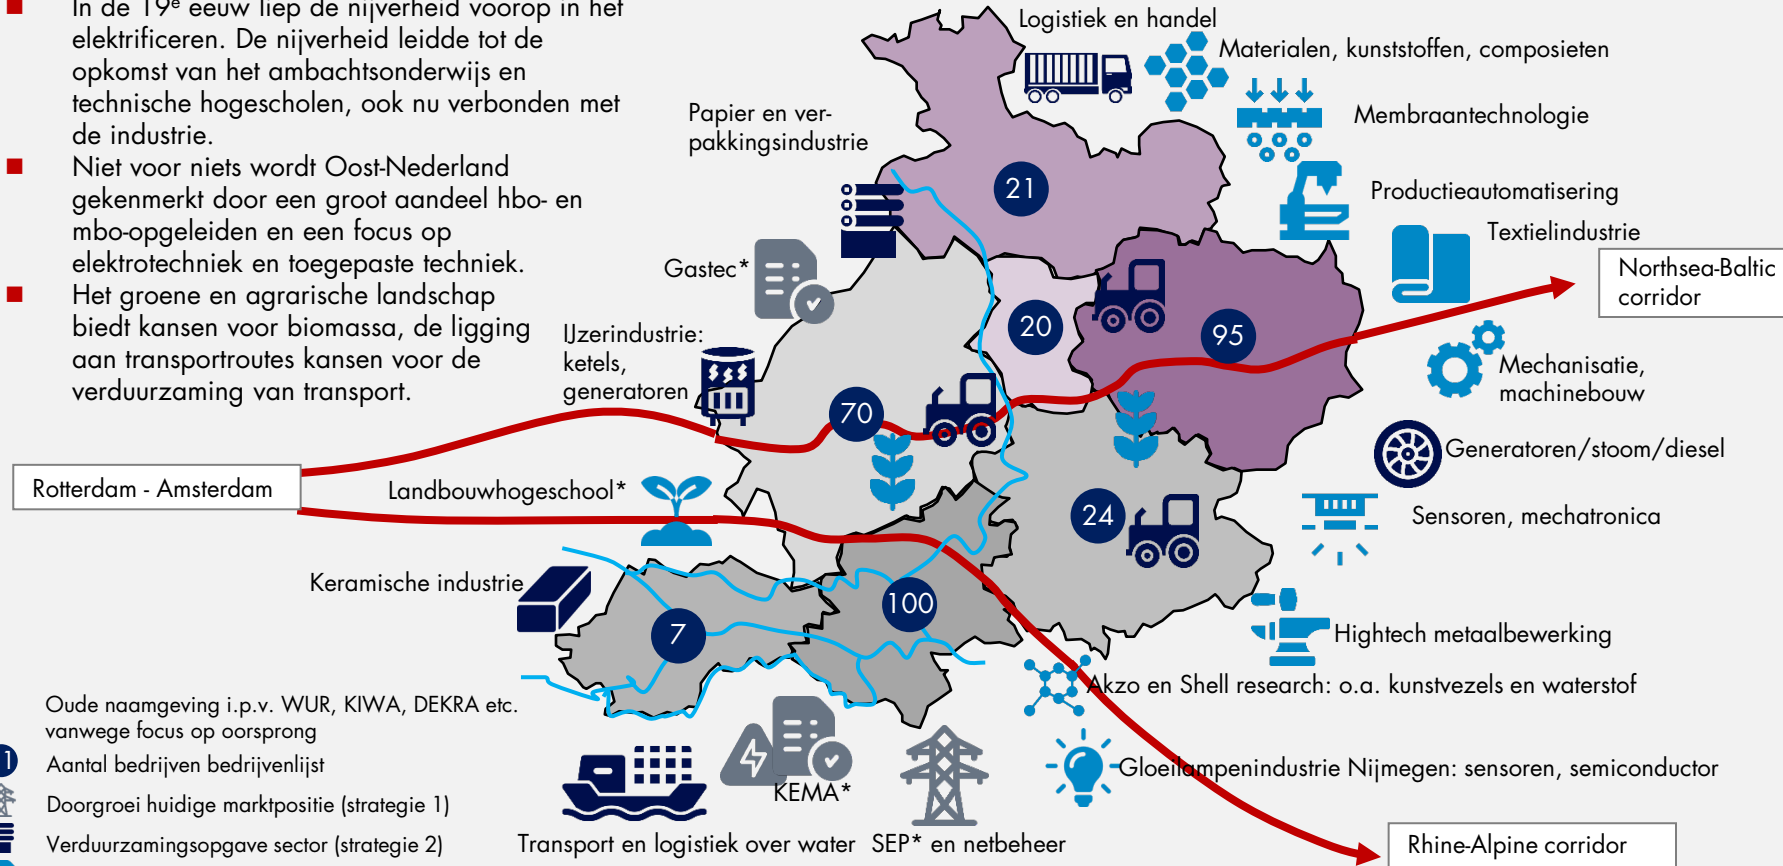 In de 19e eeuw liep de nijverheid voorop in het
elektrificeren. De nijverheid leidde tot de
opkomst van het ambachtsonderwijs en
technische hogescholen, ook nu verbonden met
de industrie.
Niet voor niets wordt Oost-Nederland
gekenmerkt door een groot aandeel hbo- en
mbo-opgeleiden en een focus op
elektrotechniek en toegepaste techniek.
Het groene en agrarische landschap
biedt kansen voor biomassa, de ligging
aan transportroutes kansen voor de
verduurzaming van transport.
Logistiek en handel
Materialen, kunststoffen, composieten
Papier en ver-
pakkingsindustrie
Membraantechnologie
Productieautomatisering
Textielindustrie
Northsea-Baltic
corridor
Gastec*
IJzerindustrie:
ketels,
generatoren
21
20
95
70
24
100
7
Mechanisatie,
machinebouw
Generatoren/stoom/diesel
Rotterdam - Amsterdam
Landbouwhogeschool*
Sensoren, mechatronica
Keramische industrie
Hightech metaalbewerking
Akzo en Shell research: o.a. kunstvezels en waterstof
Gloeilampenindustrie Nijmegen: sensoren, semiconductor
KEMA*
Transport en logistiek over water
SEP* en netbeheer
Rhine-Alpine corridor
Oude naamgeving i.p.v. WUR, KIWA, DEKRA etc.
vanwege focus op oorsprong
1 Aantal bedrijven bedrijvenlijst
Doorgroei huidige marktpositie (strategie 1)
Verduurzamingsopgave sector (strategie 2)